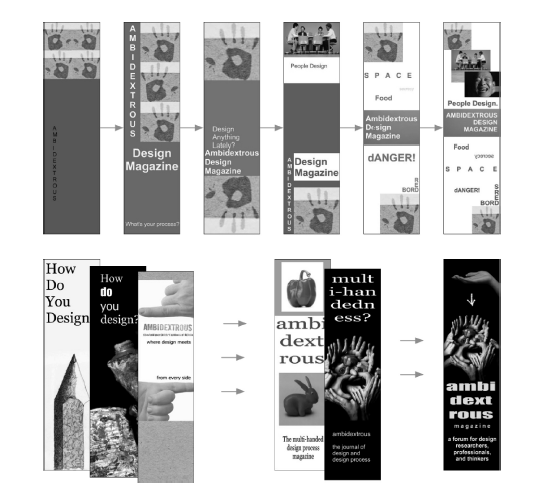 AMBIDEXTROUS
AMBIDEXTROUS
Design
Magazine
What's your process?
Design
Anything
Lately?
Ambidextrous
Design
Magazine
People Design
AMBIDEXTROUS
Design
Magazine
SPACE
Food
Ambidextrous
Design
Magazine
dANGER!
BORD
People Design.
AMBIDEXTROUS
DESIGN
MAGAZINE
Food
SPACE
dANGER!
BORD
How
Do
You
Design
How
do
you
design?
AMBIDEXTROUS
where design meets
from every side
ambi
dext
rous
The multi-handed
design process
magazine
mult
i-han
dedn
ess?
ambidextrous
the journal of
design and
design process
ambi
dext
rous
magazine
a forum for design
researchers,
professionals,
and thinkers